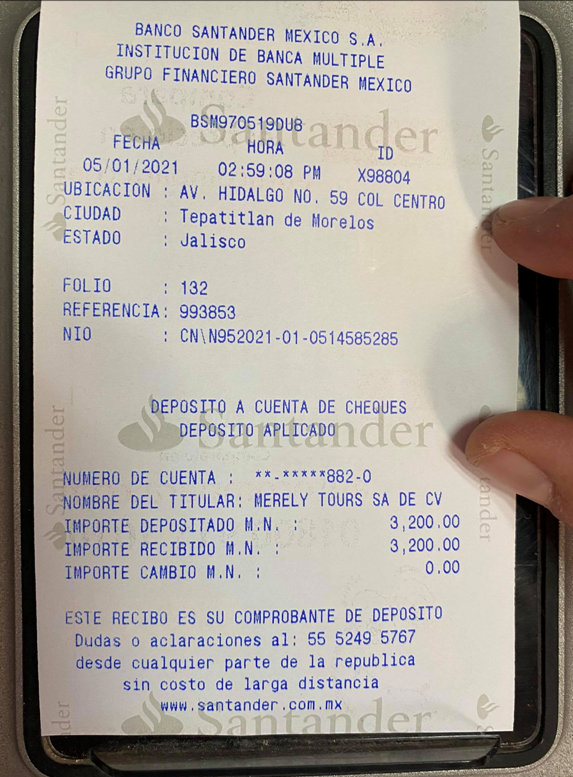 BANCO SANTANDER MEXICO S.A.
INSTITUCION DE BANCA MULTIPLE
GRUPO FINANCIERO SANTANDER MEXICO
BSM970519DU8
FECHA HORA ID
05/01/2021 02:59:08 PM X98804
UBICACION : AV. HIDALGO NO. 59 COL CENTRO
CIUDAD : Tepatitlan de Morelos
ESTADO : Jalisco
FOLIO : 132
REFERENCIA: 993853
NIO : CN\N952021-01-0514585285
DEPOSITO A CUENTA DE CHEQUES
DEPOSITO APLICADO
NUMERO DE CUENTA : **-*****882-0
NOMBRE DEL TITULAR: MERELY TOURS SA DE CV
IMPORTE DEPOSITADO M.N. : 3,200.00
IMPORTE RECIBIDO M.N. : 3,200.00
IMPORTE CAMBIO M.N. : 0.00
ESTE RECIBO ES SU COMPROBANTE DE DEPOSITO
Dudas o aclaraciones al: 55 5249 5767
desde cualquier parte de la republica
sin costo de larga distancia
www.santander.com.mx
Santander
Santander
Santander
Santander
Santander